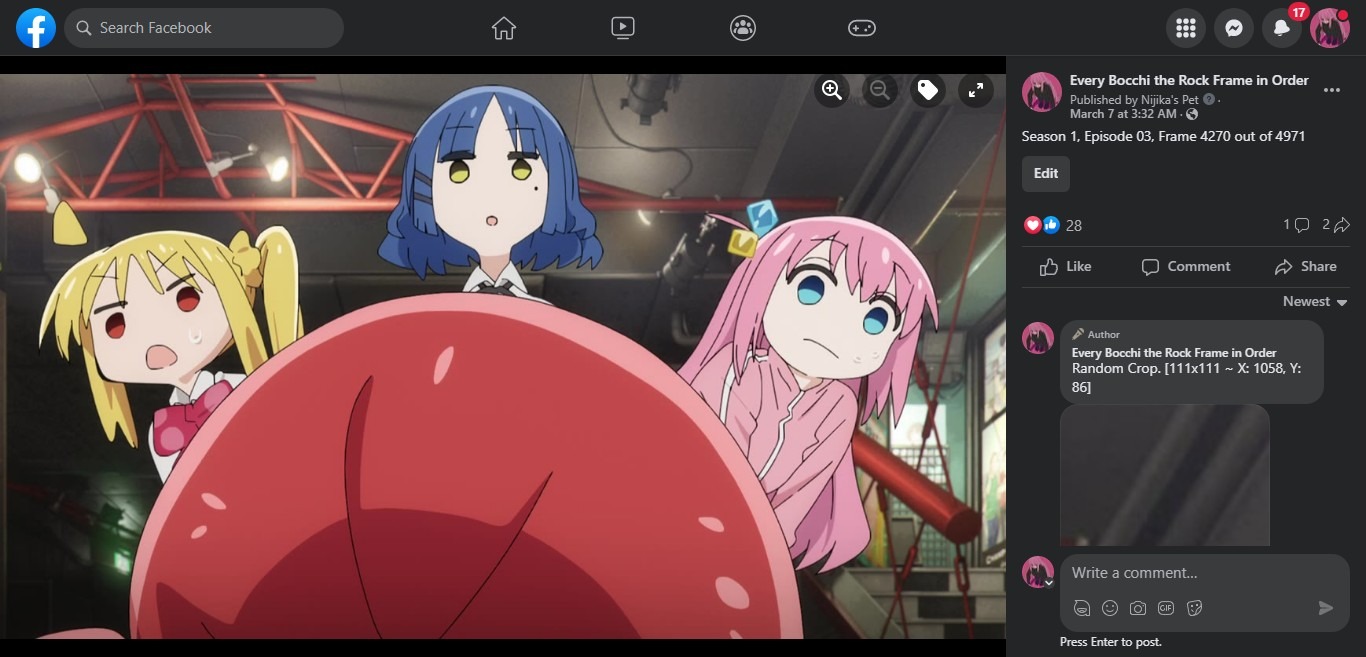 Search Facebook
17
Every Bocchi the Rock Frame in Order
Published by Nijika's Pet ·
March 7 at 3:32 AM ·
Season 1, Episode 03, Frame 4270 out of 4971
Edit
28
1
2
Like
Comment
Share
Newest
Author
Every Bocchi the Rock Frame in Order
Random Crop. [111x111 ~ X: 1058, Y:
86]
Write a comment...
GIF
Press Enter to post.